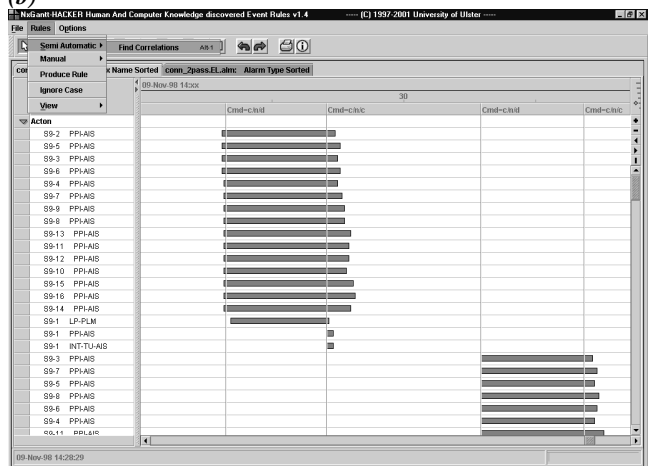 (b)
NxGantt-HACKER Human And Computer Knowledge discovered Event Rules v1.4 ----- (C) 1997-2001 University of Ulster -----
File Rules Options
Semi Automatic Find Correlations Alt-1
Manual
Produce Rule
Ignore Case
View
x Name Sorted conn_2pass.EL.alm: Alarm Type Sorted
09-Nov-98 14:xx
30
Cmd=c/n/d Cmd=c/n/c Cmd=c/n/d Cmd=c/n/c
Acton
S9-2 PPI-AIS
S9-5 PPI-AIS
S9-3 PPI-AIS
S9-6 PPI-AIS
S9-4 PPI-AIS
S9-7 PPI-AIS
S9-9 PPI-AIS
S9-8 PPI-AIS
S9-13 PPI-AIS
S9-11 PPI-AIS
S9-12 PPI-AIS
S9-10 PPI-AIS
S9-15 PPI-AIS
S9-16 PPI-AIS
S9-14 PPI-AIS
S9-1 LP-PLM
S9-1 PPI-AIS
S9-1 INT-TU-AIS
S9-3 PPI-AIS
S9-7 PPI-AIS
S9-5 PPI-AIS
S9-8 PPI-AIS
S9-6 PPI-AIS
S9-4 PPI-AIS
S9-11 PPI-AIS
09-Nov-98 14:28:29